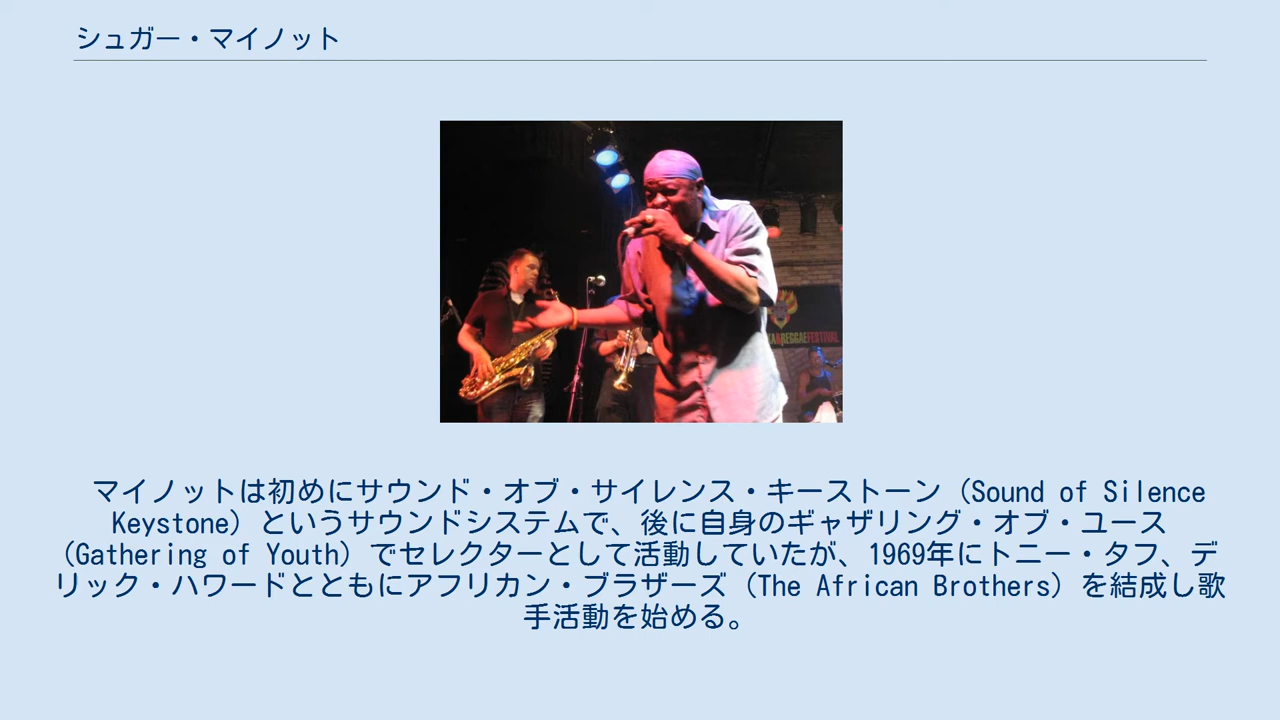 シュガー・マイノット
KA&REGGAEFESTIVAL
マイノットは初めにサウンド・オブ・サイレンス・キーストーン（Sound of Silence
Keystone）というサウンドシステムで、後に自身のギャザリング・オブ・ユース
（Gathering of Youth）でセレクターとして活動していたが、1969年にトニー・タフ、デ
リック・ハワードとともにアフリカン・ブラザーズ（The African Brothers）を結成し歌
手活動を始める。